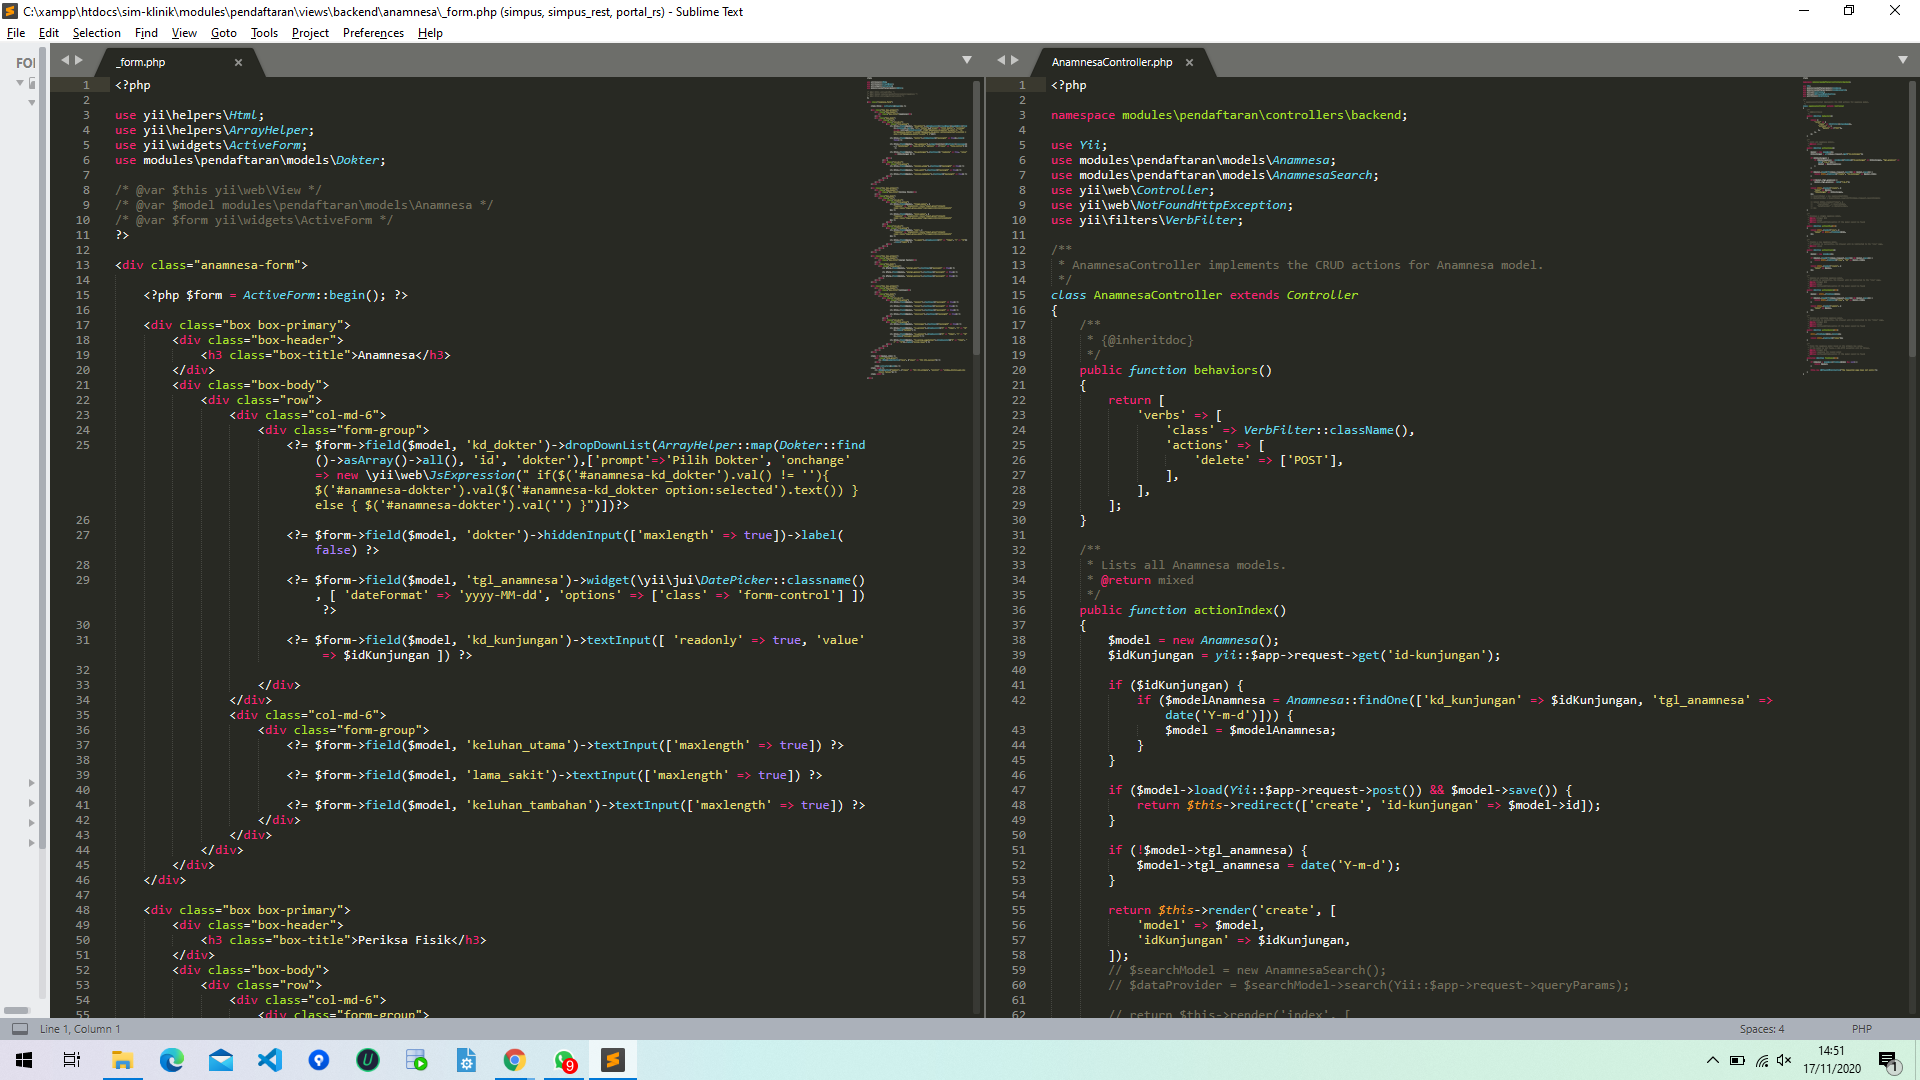 C:\xampp\htdocs\sim-klinik\modules\pendaftaran\views\backend\anamnesa\_form.php (simpus, simpus_rest, portal_rs) - Sublime Text
File Edit Selection Find View Goto Tools Project Preferences Help
FO
_form.php
1 <?php
2
3 use yii\helpers\Html;
4 use yii\helpers\ArrayHelper;
5 use yii\widgets\ActiveForm;
6 use modules\pendaftaran\models\Dokter;
7
8 /* @var $this yii\web\View */
9 /* @var $model modules\pendaftaran\models\Anamnesa */
10 /* @var $form yii\widgets\ActiveForm */
11 ?>
12
13 <div class="anamnesa-form">
14
15 <?php $form = ActiveForm::begin(); ?>
16
17 <div class="box box-primary">
18 <div class="box-header">
19 <h3 class="box-title">Anamnesa</h3>
20 </div>
21 <div class="box-body">
22 <div class="row">
23 <div class="col-md-6">
24 <div class="form-group">
25 <?= $form->field($model, 'kd_dokter')->dropDownList(ArrayHelper::map(Dokter::find
()->asArray()->all(), 'id', 'dokter'),['prompt'=>'Pilih Dokter', 'onchange'
=> new \yii\web\JsExpression(" if($('#anamnesa-kd_dokter').val() != ''){
$('#anamnesa-dokter').val($('#anamnesa-kd_dokter option:selected').text()) }
else { $('#anamnesa-dokter').val('') }")])?>
26
27 <?= $form->field($model, 'dokter')->hiddenInput(['maxlength' => true])->label(
false) ?>
28
29 <?= $form->field($model, 'tgl_anamnesa')->widget(\yii\jui\DatePicker::classname()
, [ 'dateFormat' => 'yyyy-MM-dd', 'options' => ['class' => 'form-control'] ])
?>
30
31 <?= $form->field($model, 'kd_kunjungan')->textInput([ 'readonly' => true, 'value'
=> $idKunjungan ]) ?>
32
33 </div>
34 </div>
35 <div class="col-md-6">
36 <div class="form-group">
37 <?= $form->field($model, 'keluhan_utama')->textInput(['maxlength' => true]) ?>
38
39 <?= $form->field($model, 'lama_sakit')->textInput(['maxlength' => true]) ?>
40
41 <?= $form->field($model, 'keluhan_tambahan')->textInput(['maxlength' => true]) ?>
42 </div>
43 </div>
44 </div>
45 </div>
46 </div>
47
48 <div class="box box-primary">
49 <div class="box-header">
50 <h3 class="box-title">Periksa Fisik</h3>
51 </div>
52 <div class="box-body">
53 <div class="row">
54 <div class="col-md-6">
55 <div class="form-group">
AnamnesaController.php
1 <?php
2
3 namespace modules\pendaftaran\controllers\backend;
4
5 use Yii;
6 use modules\pendaftaran\models\Anamnesa;
7 use modules\pendaftaran\models\AnamnesaSearch;
8 use yii\web\Controller;
9 use yii\web\NotFoundHttpException;
10 use yii\filters\VerbFilter;
11
12 /**
13 * AnamnesaController implements the CRUD actions for Anamnesa model.
14 */
15 class AnamnesaController extends Controller
16 {
17 /**
18 * {@inheritdoc}
19 */
20 public function behaviors()
21 {
22 return [
23 'verbs' => [
24 'class' => VerbFilter::className(),
25 'actions' => [
26 'delete' => ['POST'],
27 ],
28 ],
29 ];
30 }
31
32 /**
33 * Lists all Anamnesa models.
34 * @return mixed
35 */
36 public function actionIndex()
37 {
38 $model = new Anamnesa();
39 $idKunjungan = yii::$app->request->get('id-kunjungan');
40
41 if ($idKunjungan) {
42 if ($modelAnamnesa = Anamnesa::findOne(['kd_kunjungan' => $idKunjungan, 'tgl_anamnesa' =>
date('Y-m-d')])) {
43 $model = $modelAnamnesa;
44 }
45 }
46
47 if ($model->load(Yii::$app->request->post()) && $model->save()) {
48 return $this->redirect(['create', 'id-kunjungan' => $model->id]);
49 }
50
51 if (!$model->tgl_anamnesa) {
52 $model->tgl_anamnesa = date('Y-m-d');
53 }
54
55 return $this->render('create', [
56 'model' => $model,
57 'idKunjungan' => $idKunjungan,
58 ]);
59 // $searchModel = new AnamnesaSearch();
60 // $dataProvider = $searchModel->search(Yii::$app->request->queryParams);
61
62 // return $this->render('index', [
Line 1, Column 1
Spaces: 4
PHP
9
14:51
17/11/2020
1